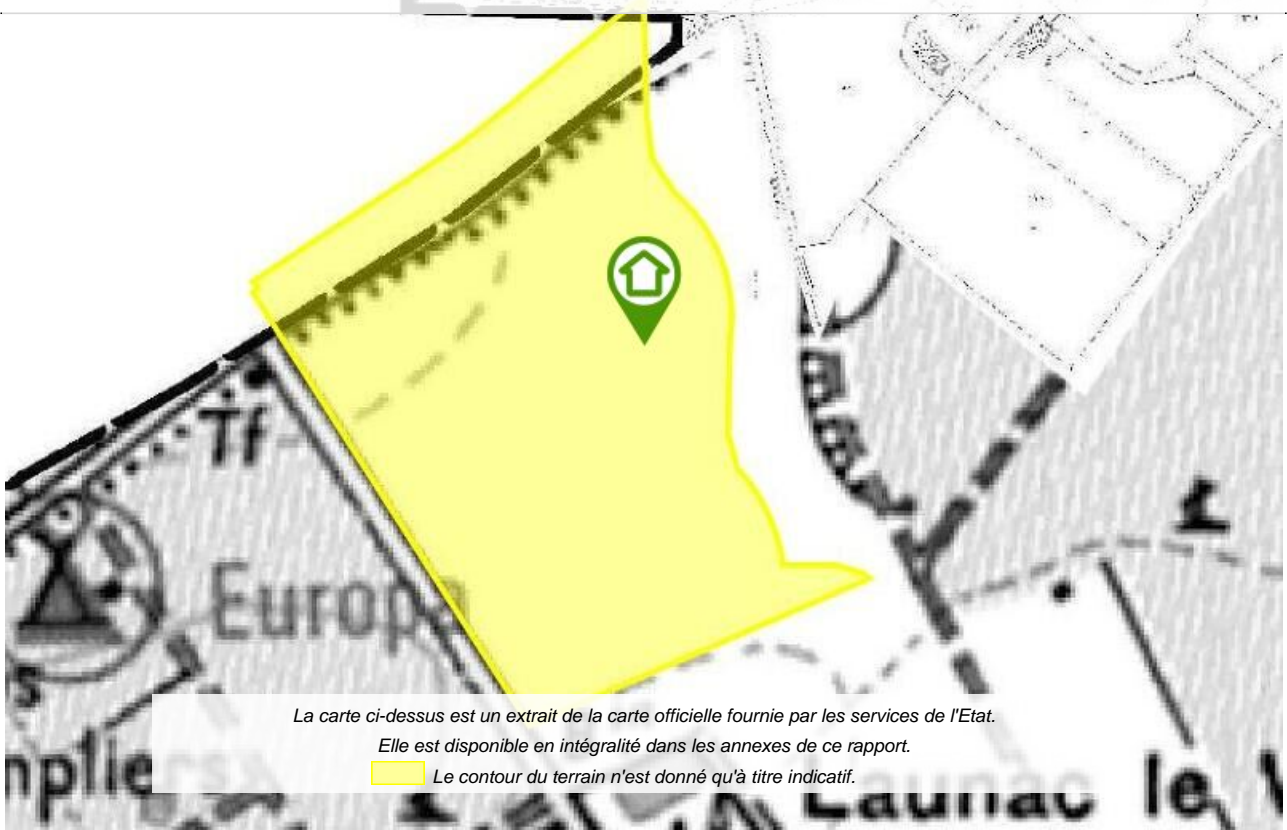 Tf
Europa
La carte ci-dessus est un extrait de la carte officielle fournie par les services de l'Etat.
Elle est disponible en intégralité dans les annexes de ce rapport.
Le contour du terrain n'est donné qu'à titre indicatif.
Launac le